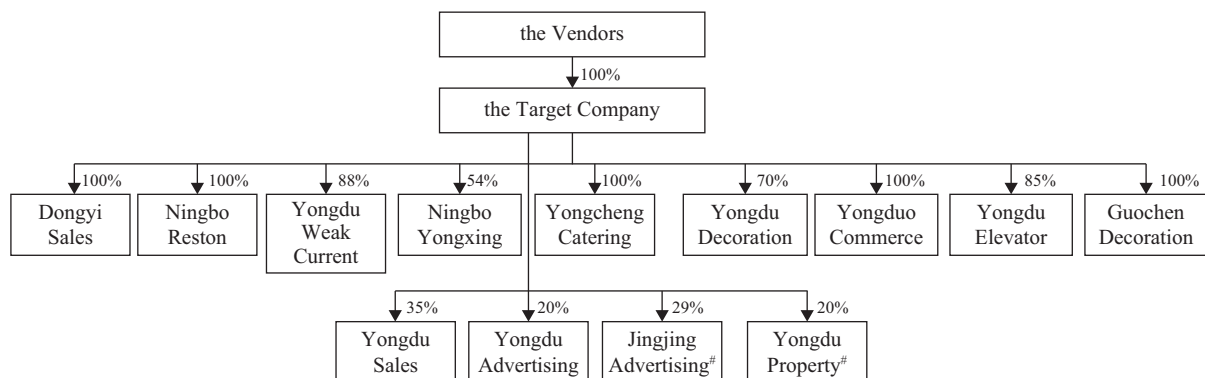 the Vendors
100%
the Target Company
100%
100%
88%
54%
100%
70%
100%
85%
100%
Dongyi
Sales
Ningbo
Reston
Yongdu
Weak
Current
Ningbo
Yongxing
Yongcheng
Catering
Yongdu
Decoration
Yongduo
Commerce
Yongdu
Elevator
Guochen
Decoration
35%
20%
29%
20%
Yongdu
Sales
Yongdu
Advertising
Jingjing
Advertising#
Yongdu
Property#